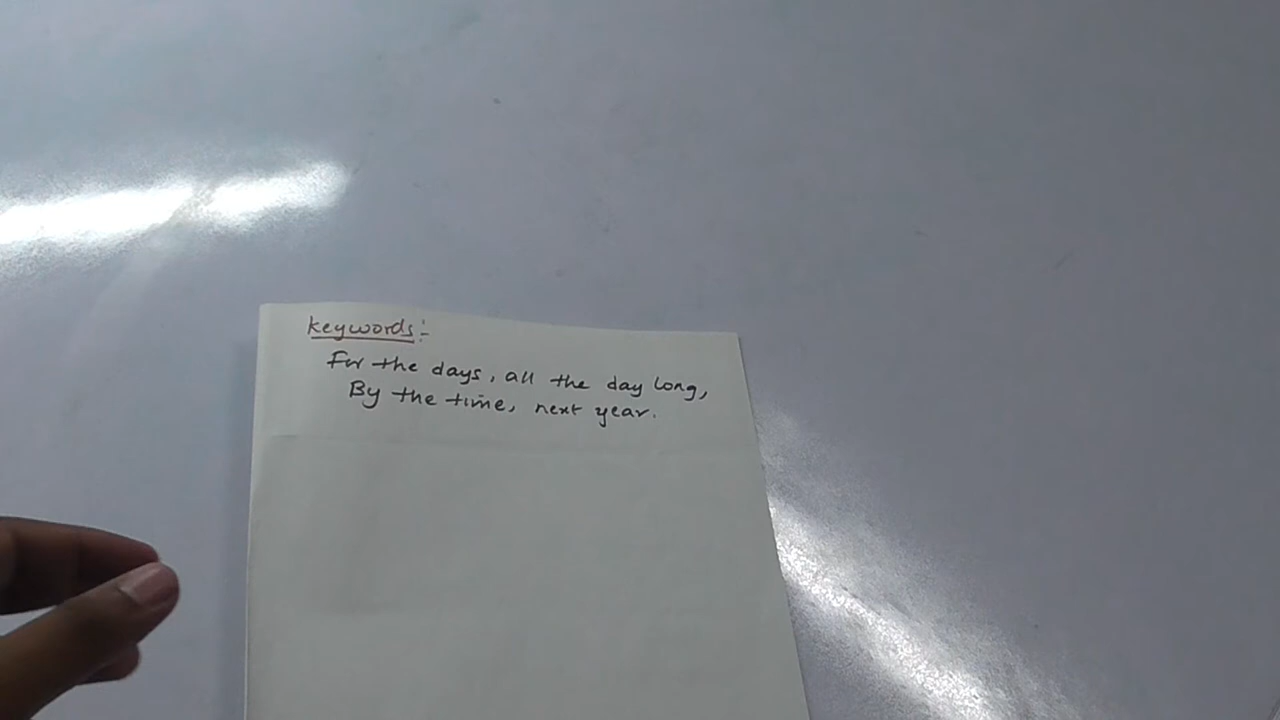 Keywords:-
For the days, all the day long,
By the time, next year.